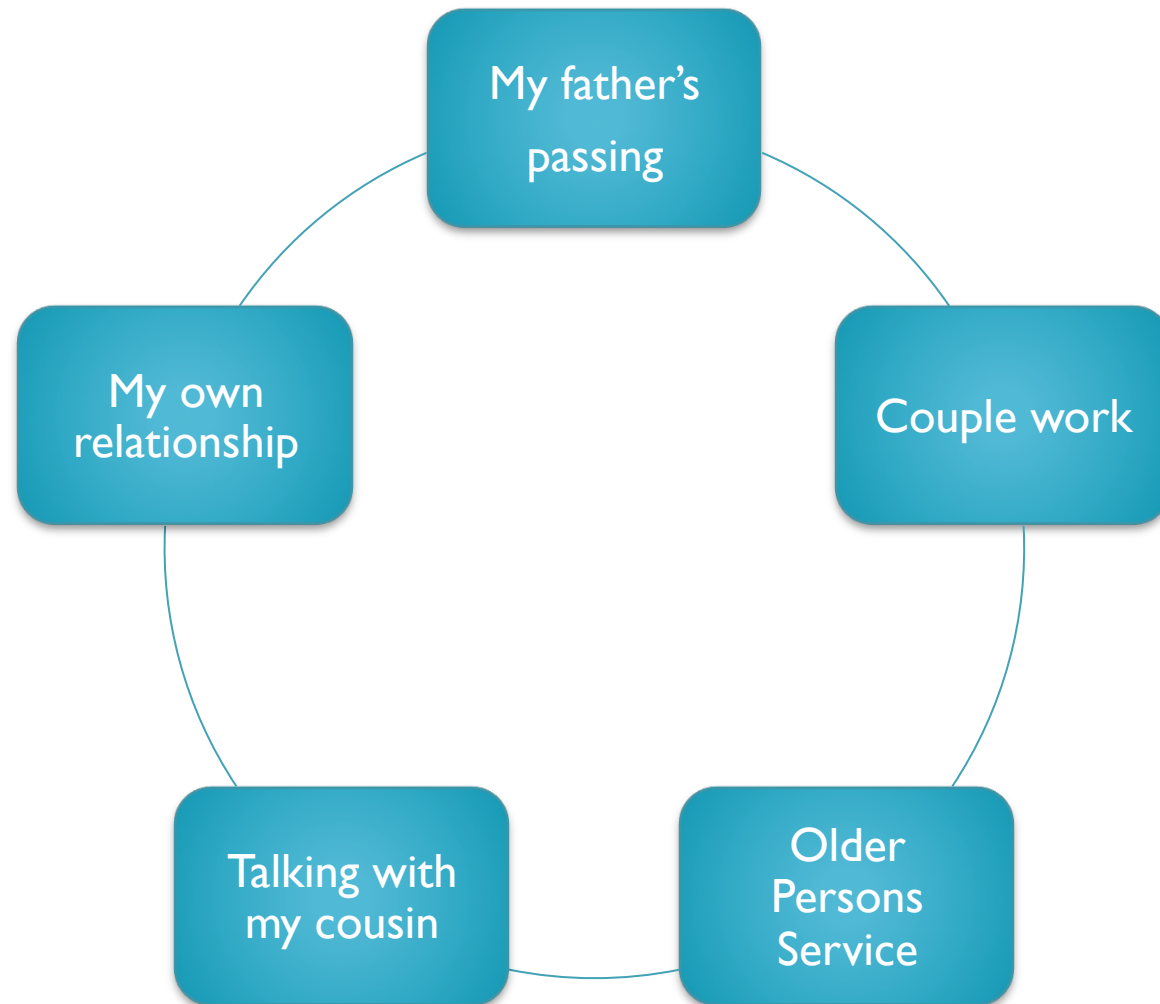 My father’s
passing
Couple work
Older
Persons
Service
Talking with
my cousin
My own
relationship